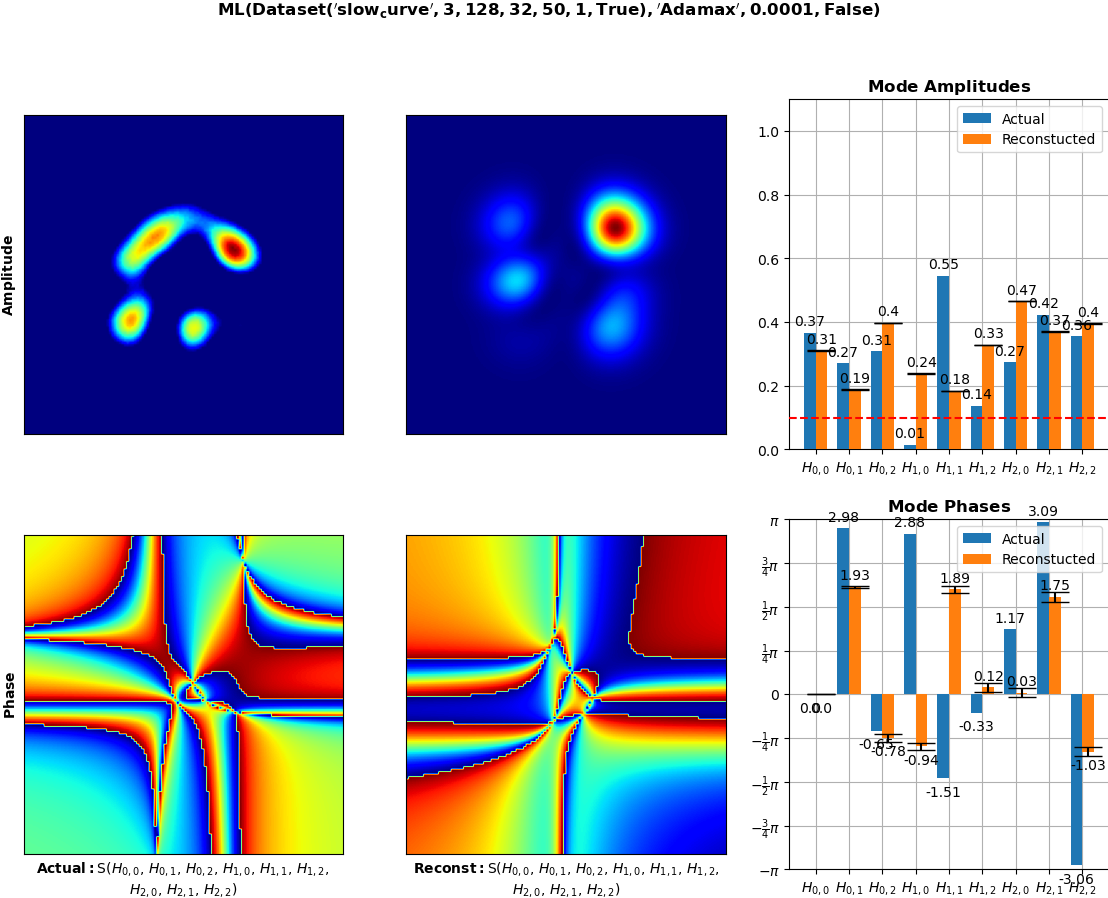 ML(Dataset('slow_curve', 3, 128, 32, 50, 1, True), 'Adamax', 0.0001, False)
Amplitude
Mode Amplitudes
Actual
Reconstucted
1.0
0.8
0.6
0.4
0.2
0.0
0.37
0.31
0.27
0.19
0.31
0.4
0.01
0.24
0.55
0.18
0.14
0.33
0.27
0.47
0.42
0.37
0.36
0.4
H0,0 H0,1 H0,2 H1,0 H1,1 H1,2 H2,0 H2,1 H2,2
Phase
Actual: S(H0,0, H0,1, H0,2, H1,0, H1,1, H1,2,
H2,0, H2,1, H2,2)
Reconst: S(H0,0, H0,1, H0,2, H1,0, H1,1, H1,2,
H2,0, H2,1, H2,2)
Mode Phases
Actual
Reconstucted
π
3/4π
1/2π
1/4π
0
−1/4π
−1/2π
−3/4π
−π
0.0
0.0
2.98
1.93
-0.65
-0.78
2.88
-0.94
-1.51
1.89
-0.33
0.12
1.17
0.03
3.09
1.75
-3.06
-1.03
H0,0 H0,1 H0,2 H1,0 H1,1 H1,2 H2,0 H2,1 H2,2